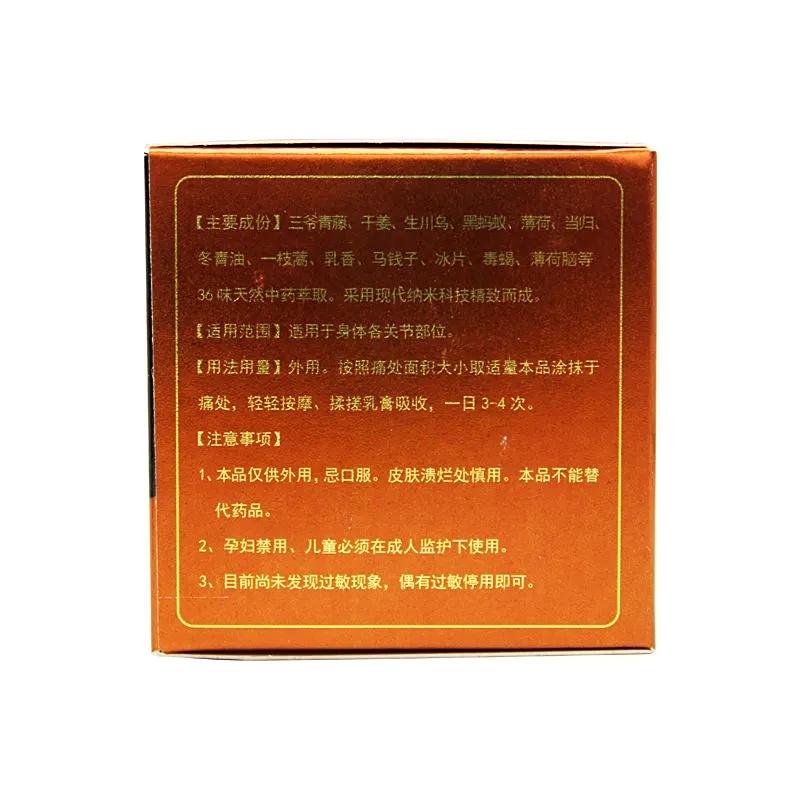 【主要成份】三爷青藤、干姜、生川乌、黑蚂蚁、薄荷、当归、
冬青油、一枝蒿、乳香、马钱子、冰片、毒蝎、薄荷脑等
36味天然中药萃取。采用现代纳米科技精致而成。
【适用范围】适用于身体各关节部位。
【用法用量】外用。按照痛处面积大小取适量本品涂抹于
痛处，轻轻按摩、揉搓乳膏吸收，一日3-4次。
【注意事项】
1、本品仅供外用，忌口服。皮肤溃烂处慎用。本品不能替
代药品。
2、孕妇禁用、儿童必须在成人监护下使用。
3、目前尚未发现过敏现象，偶有过敏停用即可。